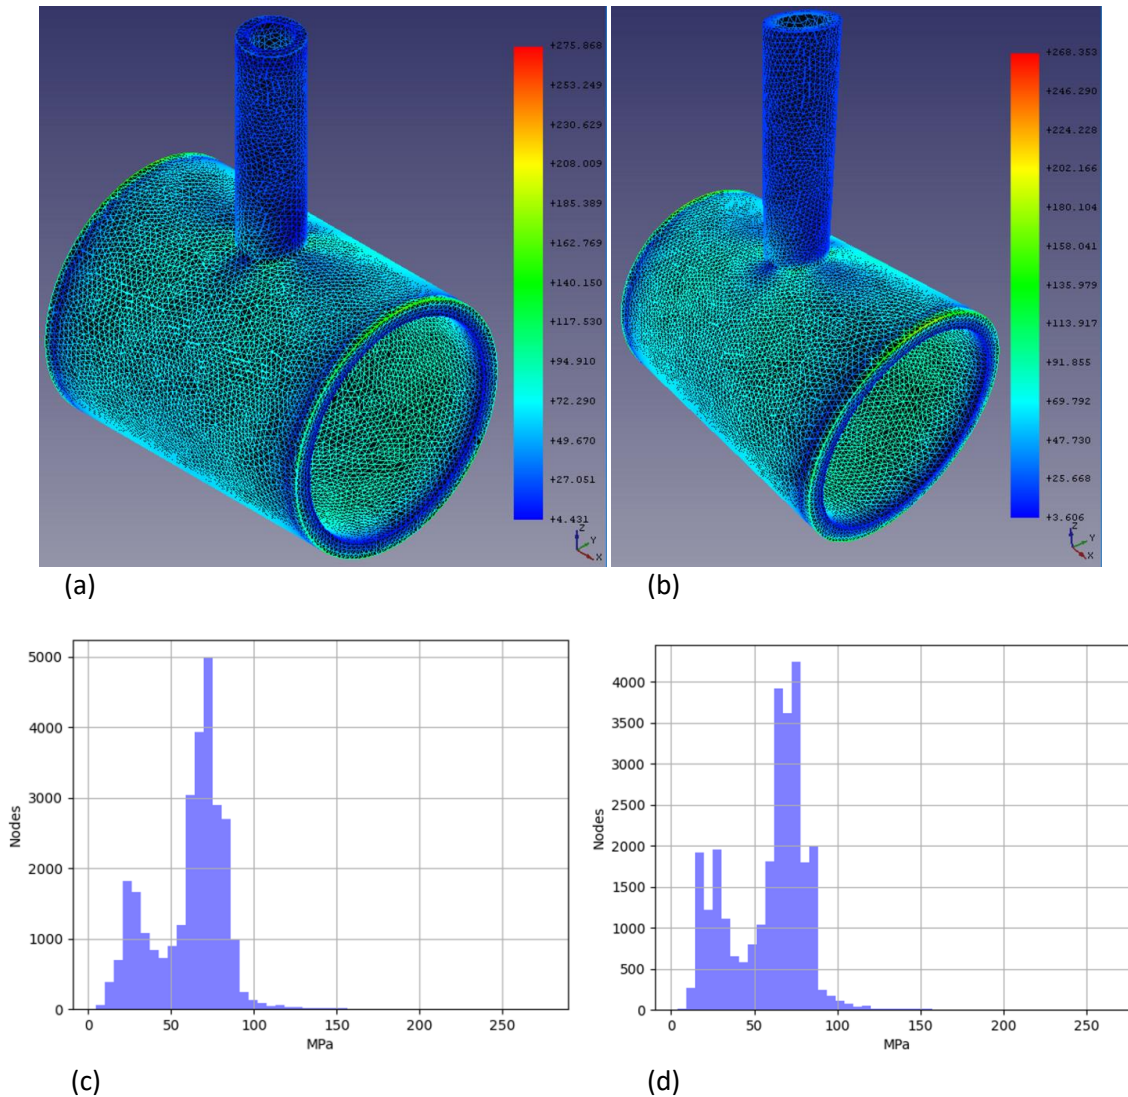 +275.868
+253.249
+230.629
+208.009
+185.389
+162.769
+140.150
+117.530
+94.910
+72.290
+49.670
+27.051
+4.431
Z
Y
X
+268.353
+246.290
+224.228
+202.166
+180.104
+158.041
+135.979
+113.917
+91.855
+69.792
+47.730
+25.668
+3.606
Z
Y
X
(a)
(b)
5000
4000
3000
2000
1000
0
Nodes
0 50 100 150 200 250
MPa
4000
3500
3000
2500
2000
1500
1000
500
0
Nodes
0 50 100 150 200 250
MPa
(c)
(d)